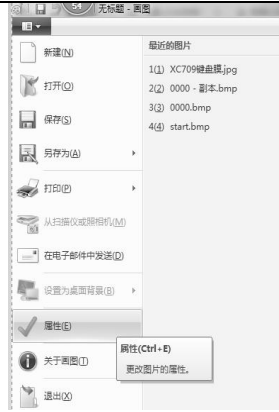 无标题 - 画图
新建(N)
打开(O)
保存(S)
另存为(A)
打印(P)
从扫描仪或照相机(M)
在电子邮件中发送(D)
设置为桌面背景(B)
属性(E)
关于画图(T)
退出(X)
最近的图片
1(1) XC709键盘膜.jpg
2(2) 0000 - 副本.bmp
3(3) 0000.bmp
4(4) start.bmp
属性(Ctrl+E)
更改图片的属性。